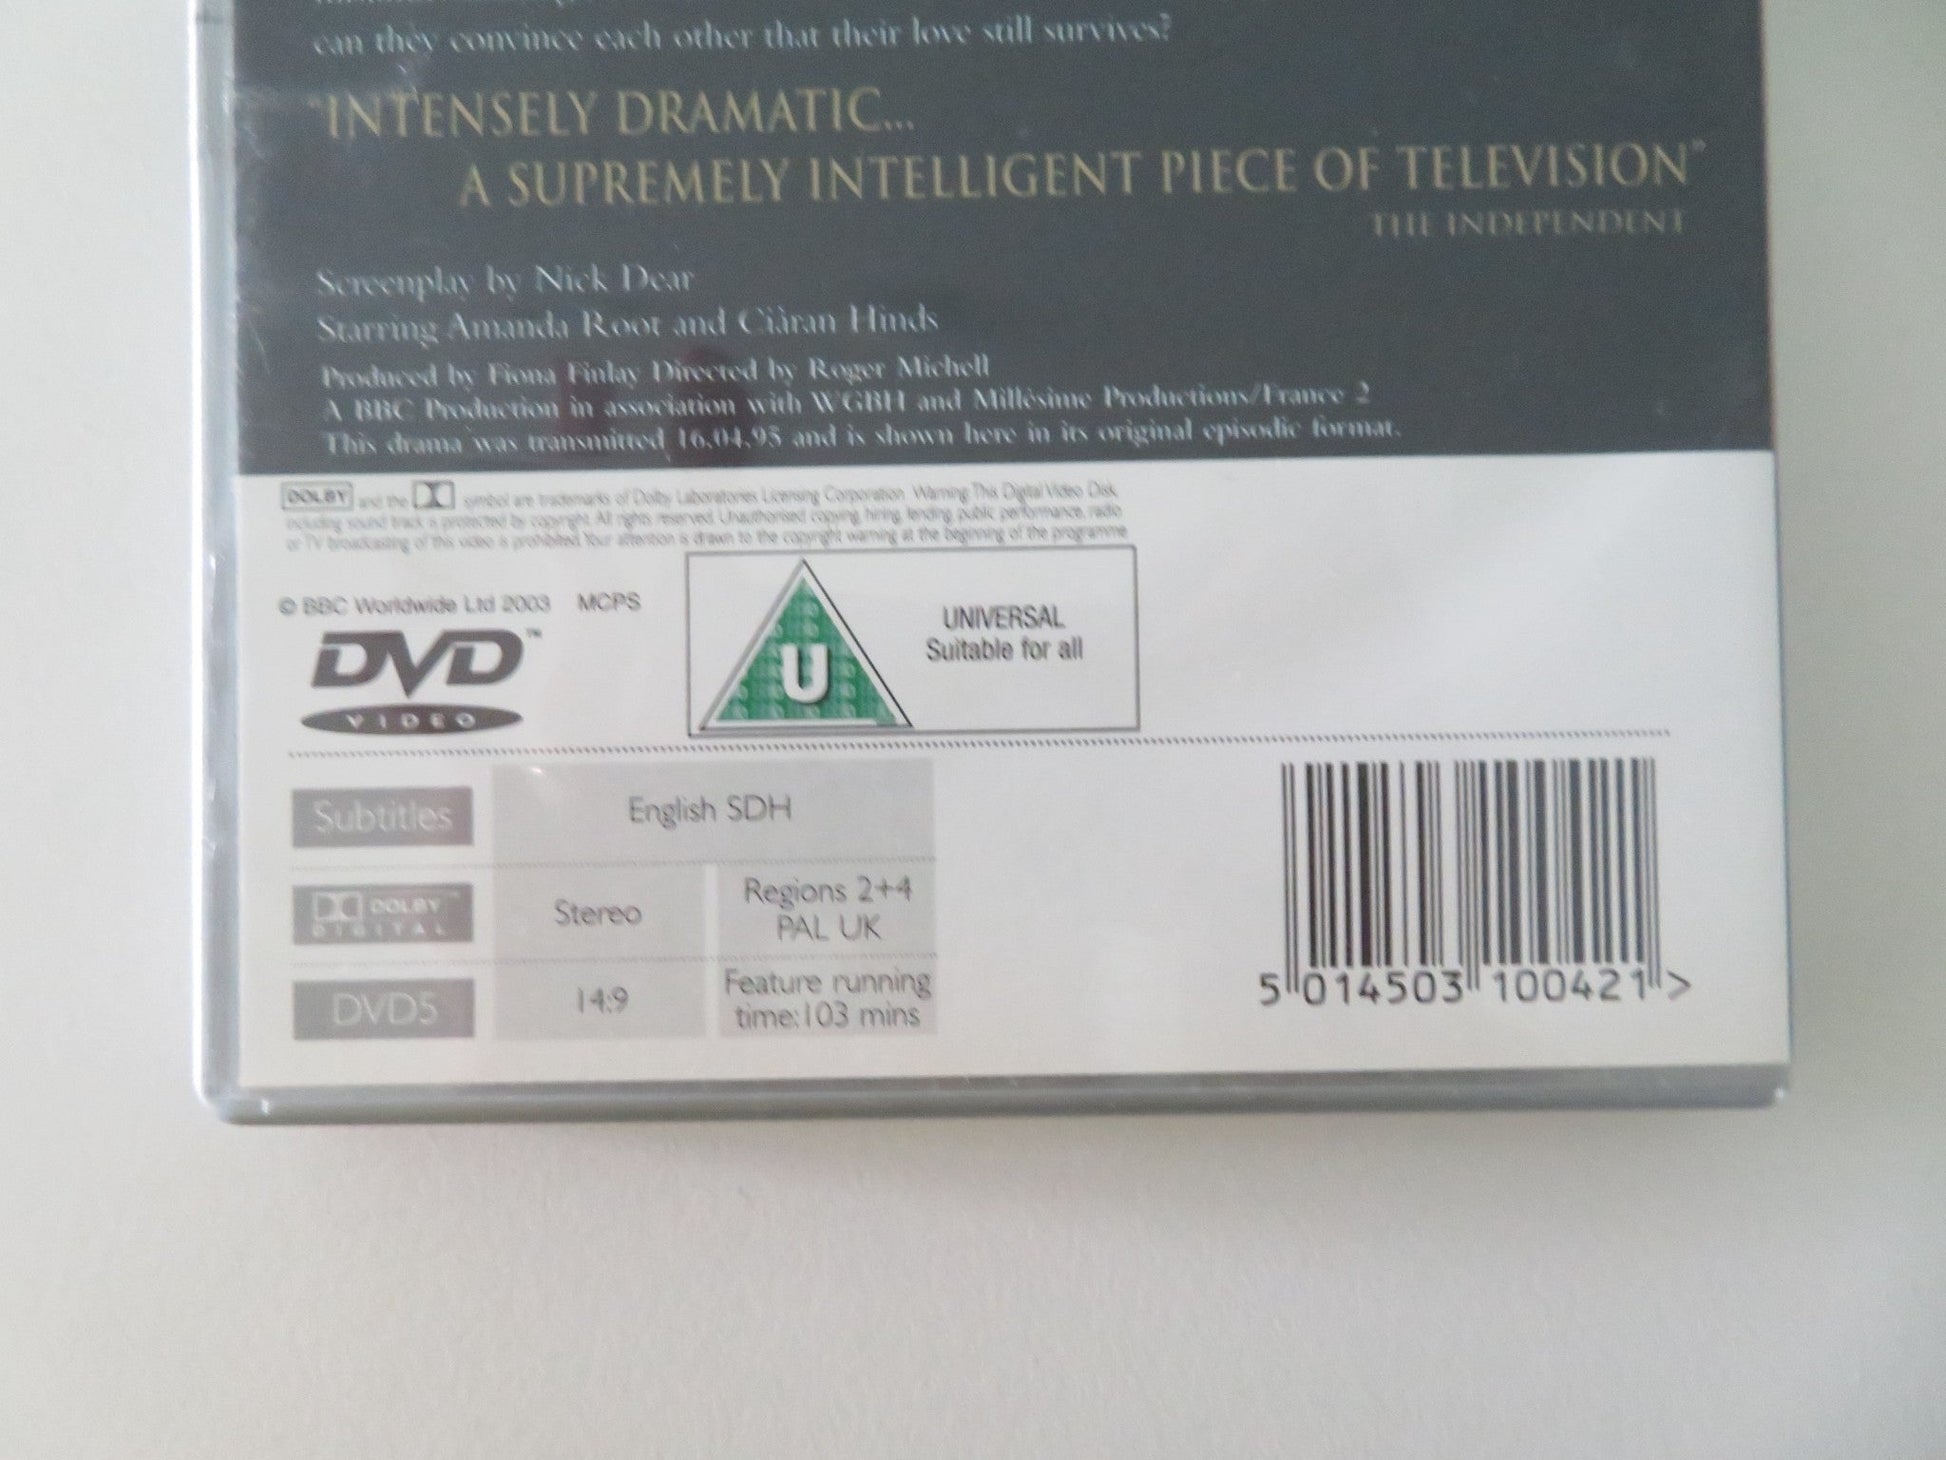 can they convince each other that their love still survives?
"INTENSELY DRAMATIC...
A SUPREMELY INTELLIGENT PIECE OF TELEVISION"
THE INDEPENDENT
Screenplay by Nick Dear
Starring Amanda Root and Ciàran Hinds
Produced by Fiona Finlay Directed by Roger Michell
A BBC Production in association with WGBH and Millèsime Productions/France 2
This drama was transmitted 16.04.95 and is shown here in its original episodic format.
DOLBY and the symbol are trademarks of Dolby Laboratories Licensing Corporation. Warning: This Digital Video Disk,
including sound track is protected by copyright. All rights reserved. Unauthorised copying, hiring, lending, public performance, radio
or TV broadcasting of this video is prohibited. Your attention is drawn to the copyright warning at the beginning of the programme
© BBC Worldwide Ltd 2003 MCPS
DVD™
VIDEO
U
UNIVERSAL
Suitable for all
Subtitles English SDH
DOLBY™
DIGITAL
Stereo
Regions 2+4
PAL UK
DVD5
14:9
Feature running
time:103 mins
5 014503 100421 >